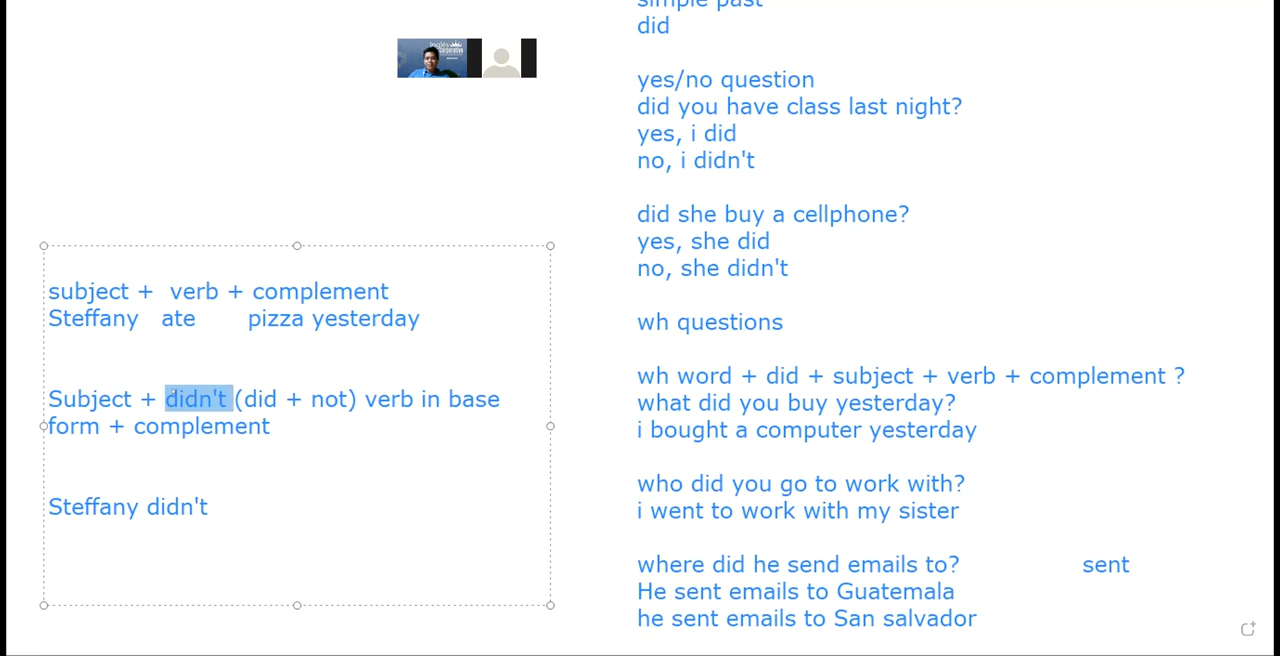 simple past
did
yes/no question
did you have class last night?
yes, i did
no, i didn't
did she buy a cellphone?
yes, she did
no, she didn't
wh questions
wh word + did + subject + verb + complement ?
what did you buy yesterday?
i bought a computer yesterday
who did you go to work with?
i went to work with my sister
where did he send emails to? sent
He sent emails to Guatemala
he sent emails to San salvador
subject + verb + complement
Steffany ate pizza yesterday
Subject + didn't (did + not) verb in base
form + complement
Steffany didn't